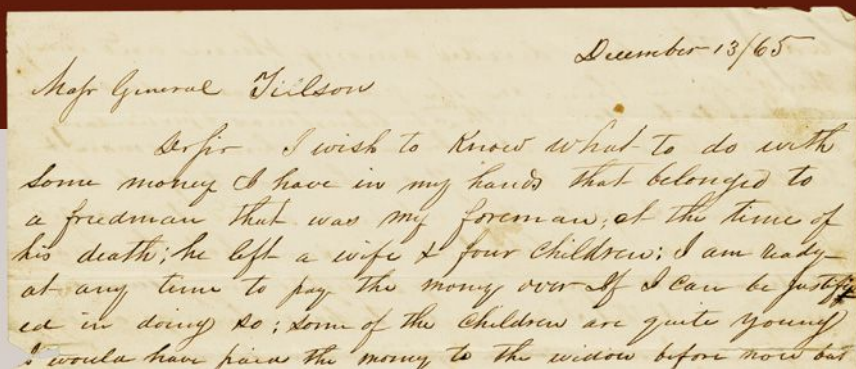 December 13/65
Majr General Tillson
Dr Sir I wish to Know what to do with
some money I have in my hands that belonged to
a freedman that was my foreman; at the time of
his death; he left a wife & four children; I am ready
at any time to pay the money over If I can be justifi
ed in doing so; some of the children are quite young
I would have paid the money to the widow before now but